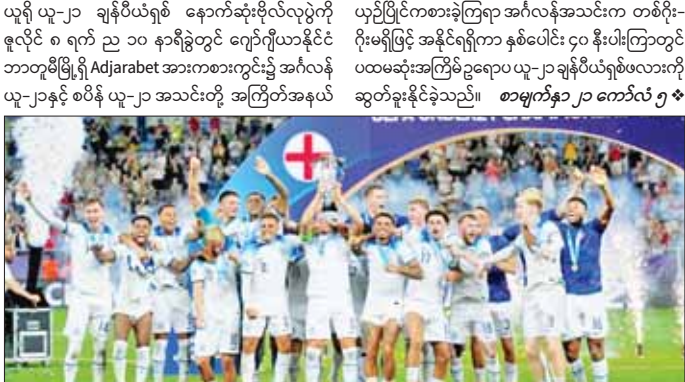 ယူရို ယူ-၂၁ ချန်ပီယံရှစ် နောက်ဆုံးဗိုလ်လုပွဲကို
ဇူလိုင် ၈ ရက် ည ၁၀ နာရီခွဲတွင် ဂျော်ဂျီယာနိုင်ငံ
ဘာတူမီမြို့ရှိ Adjarabet အားကစားကွင်း၌ အင်္ဂလန်
ယူ-၂၁နှင့် စပိန် ယူ-၂၁ အသင်းတို့ အကြိတ်အနယ်
ယှဉ်ပြိုင်ကစားခဲ့ကြရာ အင်္ဂလန်အသင်းက တစ်ဂိုး-
ဂိုးမရှိဖြင့် အနိုင်ရရှိကာ နှစ်ပေါင်း ၄၀ နီးပါးကြာတွင်
ပထမဆုံးအကြိမ် ဥရောပ ယူ-၂၁ ချန်ပီယံရှစ်ဖလားကို
ဆွတ်ခူးနိုင်ခဲ့သည်။ စာမျက်နှာ ၂၁ ကော်လံ ၅ ❖